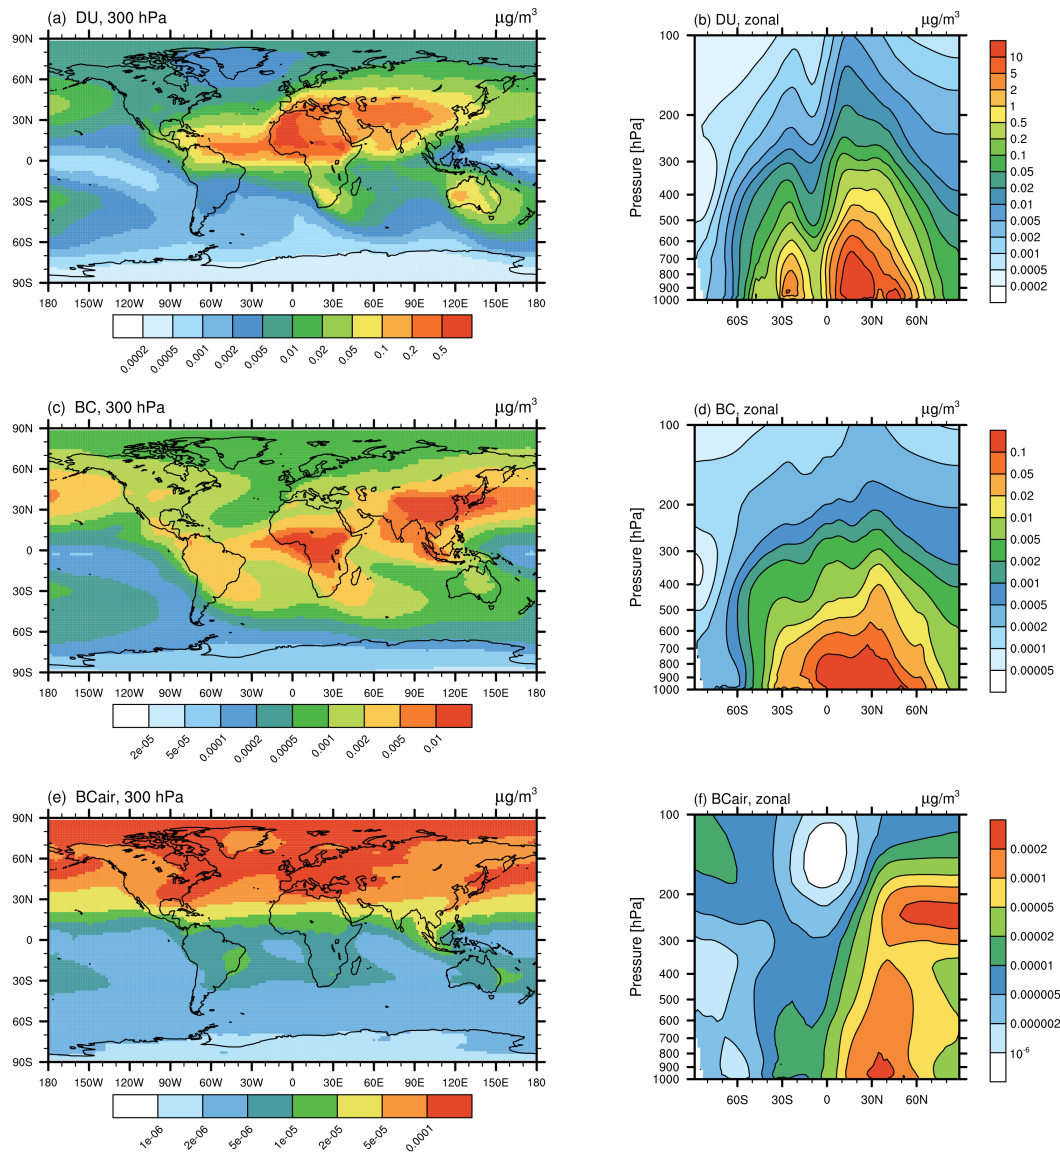 (a) DU, 300 hPa μg/m³
90N
60N
30N
0
30S
60S
90S
180 150W 120W 90W 60W 30W 0 30E 60E 90E 120E 150E 180
0.0002 0.0005 0.001 0.002 0.005 0.01 0.02 0.05 0.1 0.2 0.5
(b) DU, zonal μg/m³
Pressure [hPa]
100
200
300
400
500
600
700
800
900
1000
60S 30S 0 30N 60N
10
5
2
1
0.5
0.2
0.1
0.05
0.02
0.01
0.005
0.002
0.001
0.0005
0.0002
(c) BC, 300 hPa μg/m³
90N
60N
30N
0
30S
60S
90S
180 150W 120W 90W 60W 30W 0 30E 60E 90E 120E 150E 180
2e-05 5e-05 0.0001 0.0002 0.0005 0.001 0.002 0.005 0.01
(d) BC, zonal μg/m³
Pressure [hPa]
100
200
300
400
500
600
700
800
900
1000
60S 30S 0 30N 60N
0.1
0.05
0.02
0.01
0.005
0.002
0.001
0.0005
0.0002
0.0001
0.00005
(e) BCair, 300 hPa μg/m³
90N
60N
30N
0
30S
60S
90S
180 150W 120W 90W 60W 30W 0 30E 60E 90E 120E 150E 180
1e-06 2e-06 5e-06 1e-05 2e-05 5e-05 0.0001
(f) BCair, zonal μg/m³
Pressure [hPa]
100
200
300
400
500
600
700
800
900
1000
60S 30S 0 30N 60N
0.0002
0.0001
0.00005
0.00002
0.00001
0.000005
0.000002
10⁻⁶